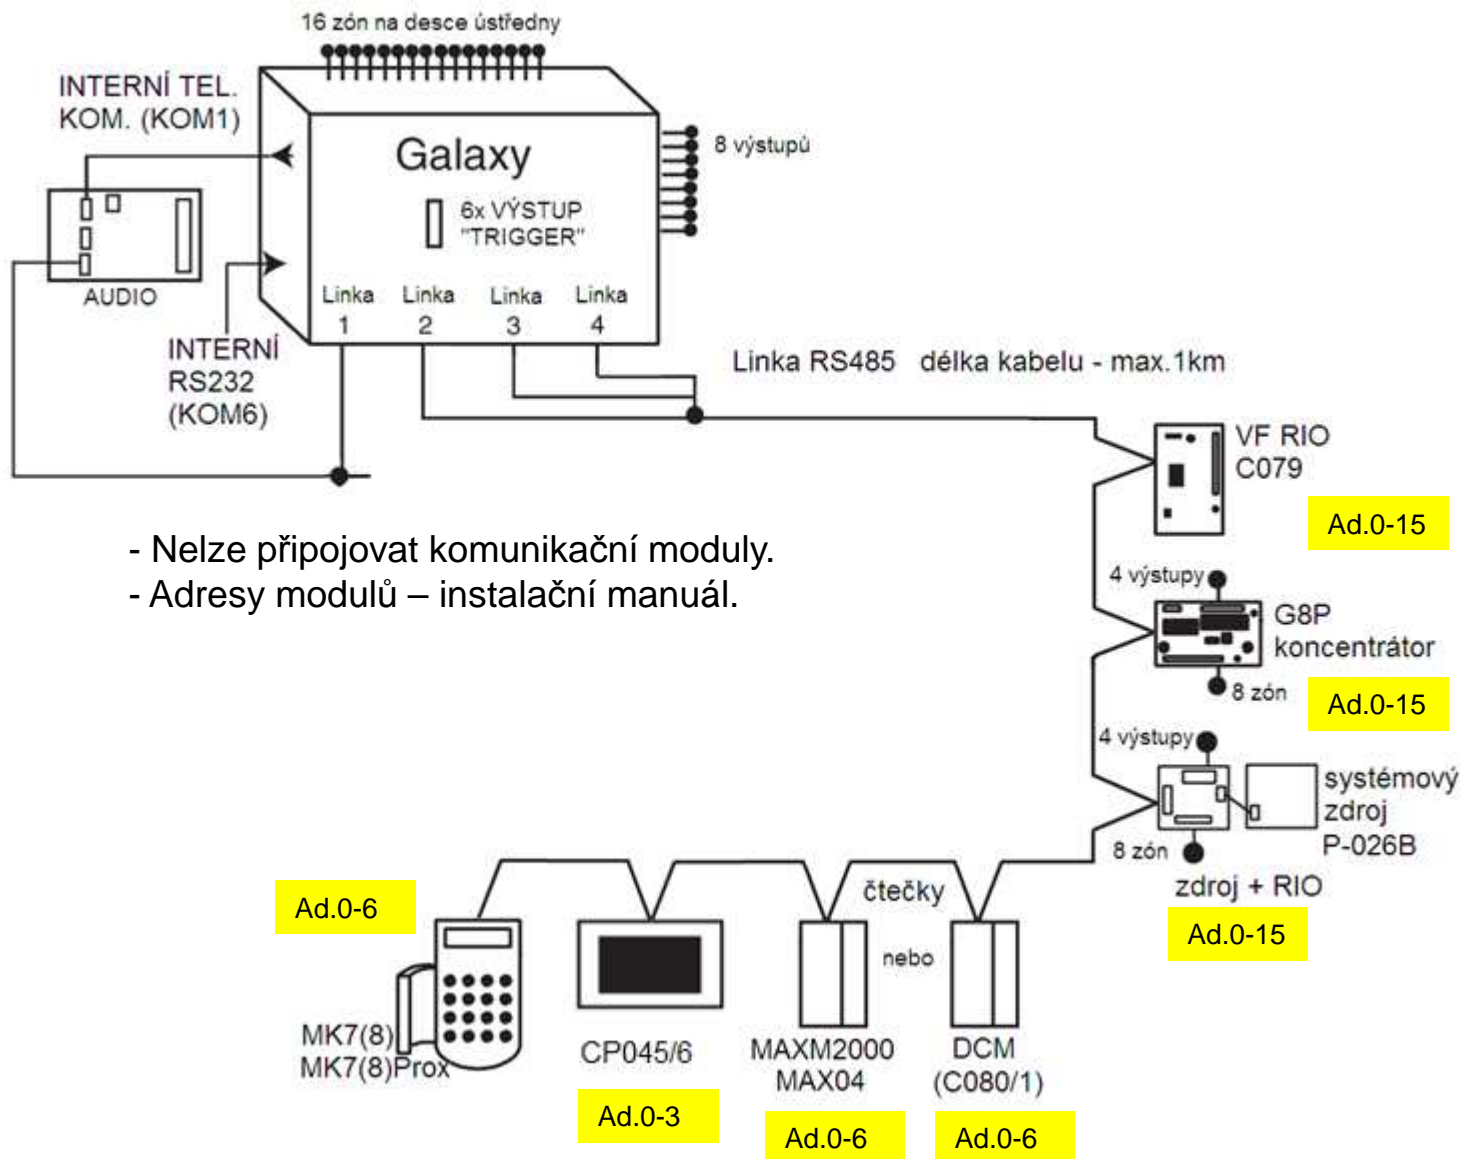 16 zón na desce ústředny
INTERNÍ TEL.
KOM. (KOM1)
Galaxy
8 výstupů
6x VÝSTUP
"TRIGGER"
AUDIO
Linka
1
Linka
2
Linka
3
Linka
4
INTERNÍ
RS232
(KOM6)
Linka RS485 délka kabelu - max.1km
VF RIO
C079
Ad.0-15
- Nelze připojovat komunikační moduly.
- Adresy modulů – instalační manuál.
4 výstupy
G8P
koncentrátor
8 zón
Ad.0-15
4 výstupy
systémový
zdroj
P-026B
8 zón
zdroj + RIO
Ad.0-15
Ad.0-6
čtečky
nebo
MK7(8)
MK7(8)Prox
CP045/6
MAXM2000
MAX04
DCM
(C080/1)
Ad.0-3
Ad.0-6
Ad.0-6